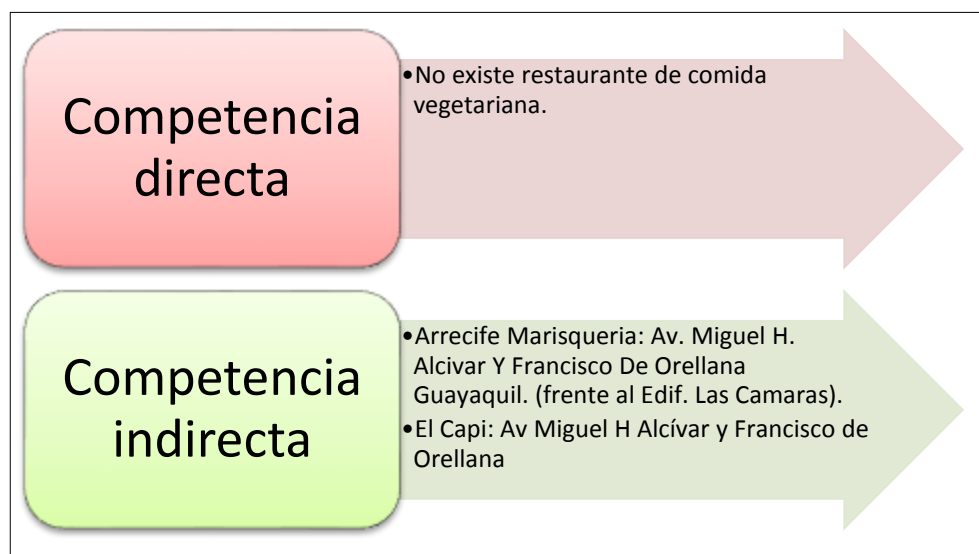 Competencia
directa
•No existe restaurante de comida
vegetariana.
Competencia
indirecta
•Arrecife Marisqueria: Av. Miguel H.
Alcivar Y Francisco De Orellana
Guayaquil. (frente al Edif. Las Camaras).
•El Capi: Av Miguel H Alcívar y Francisco de
Orellana